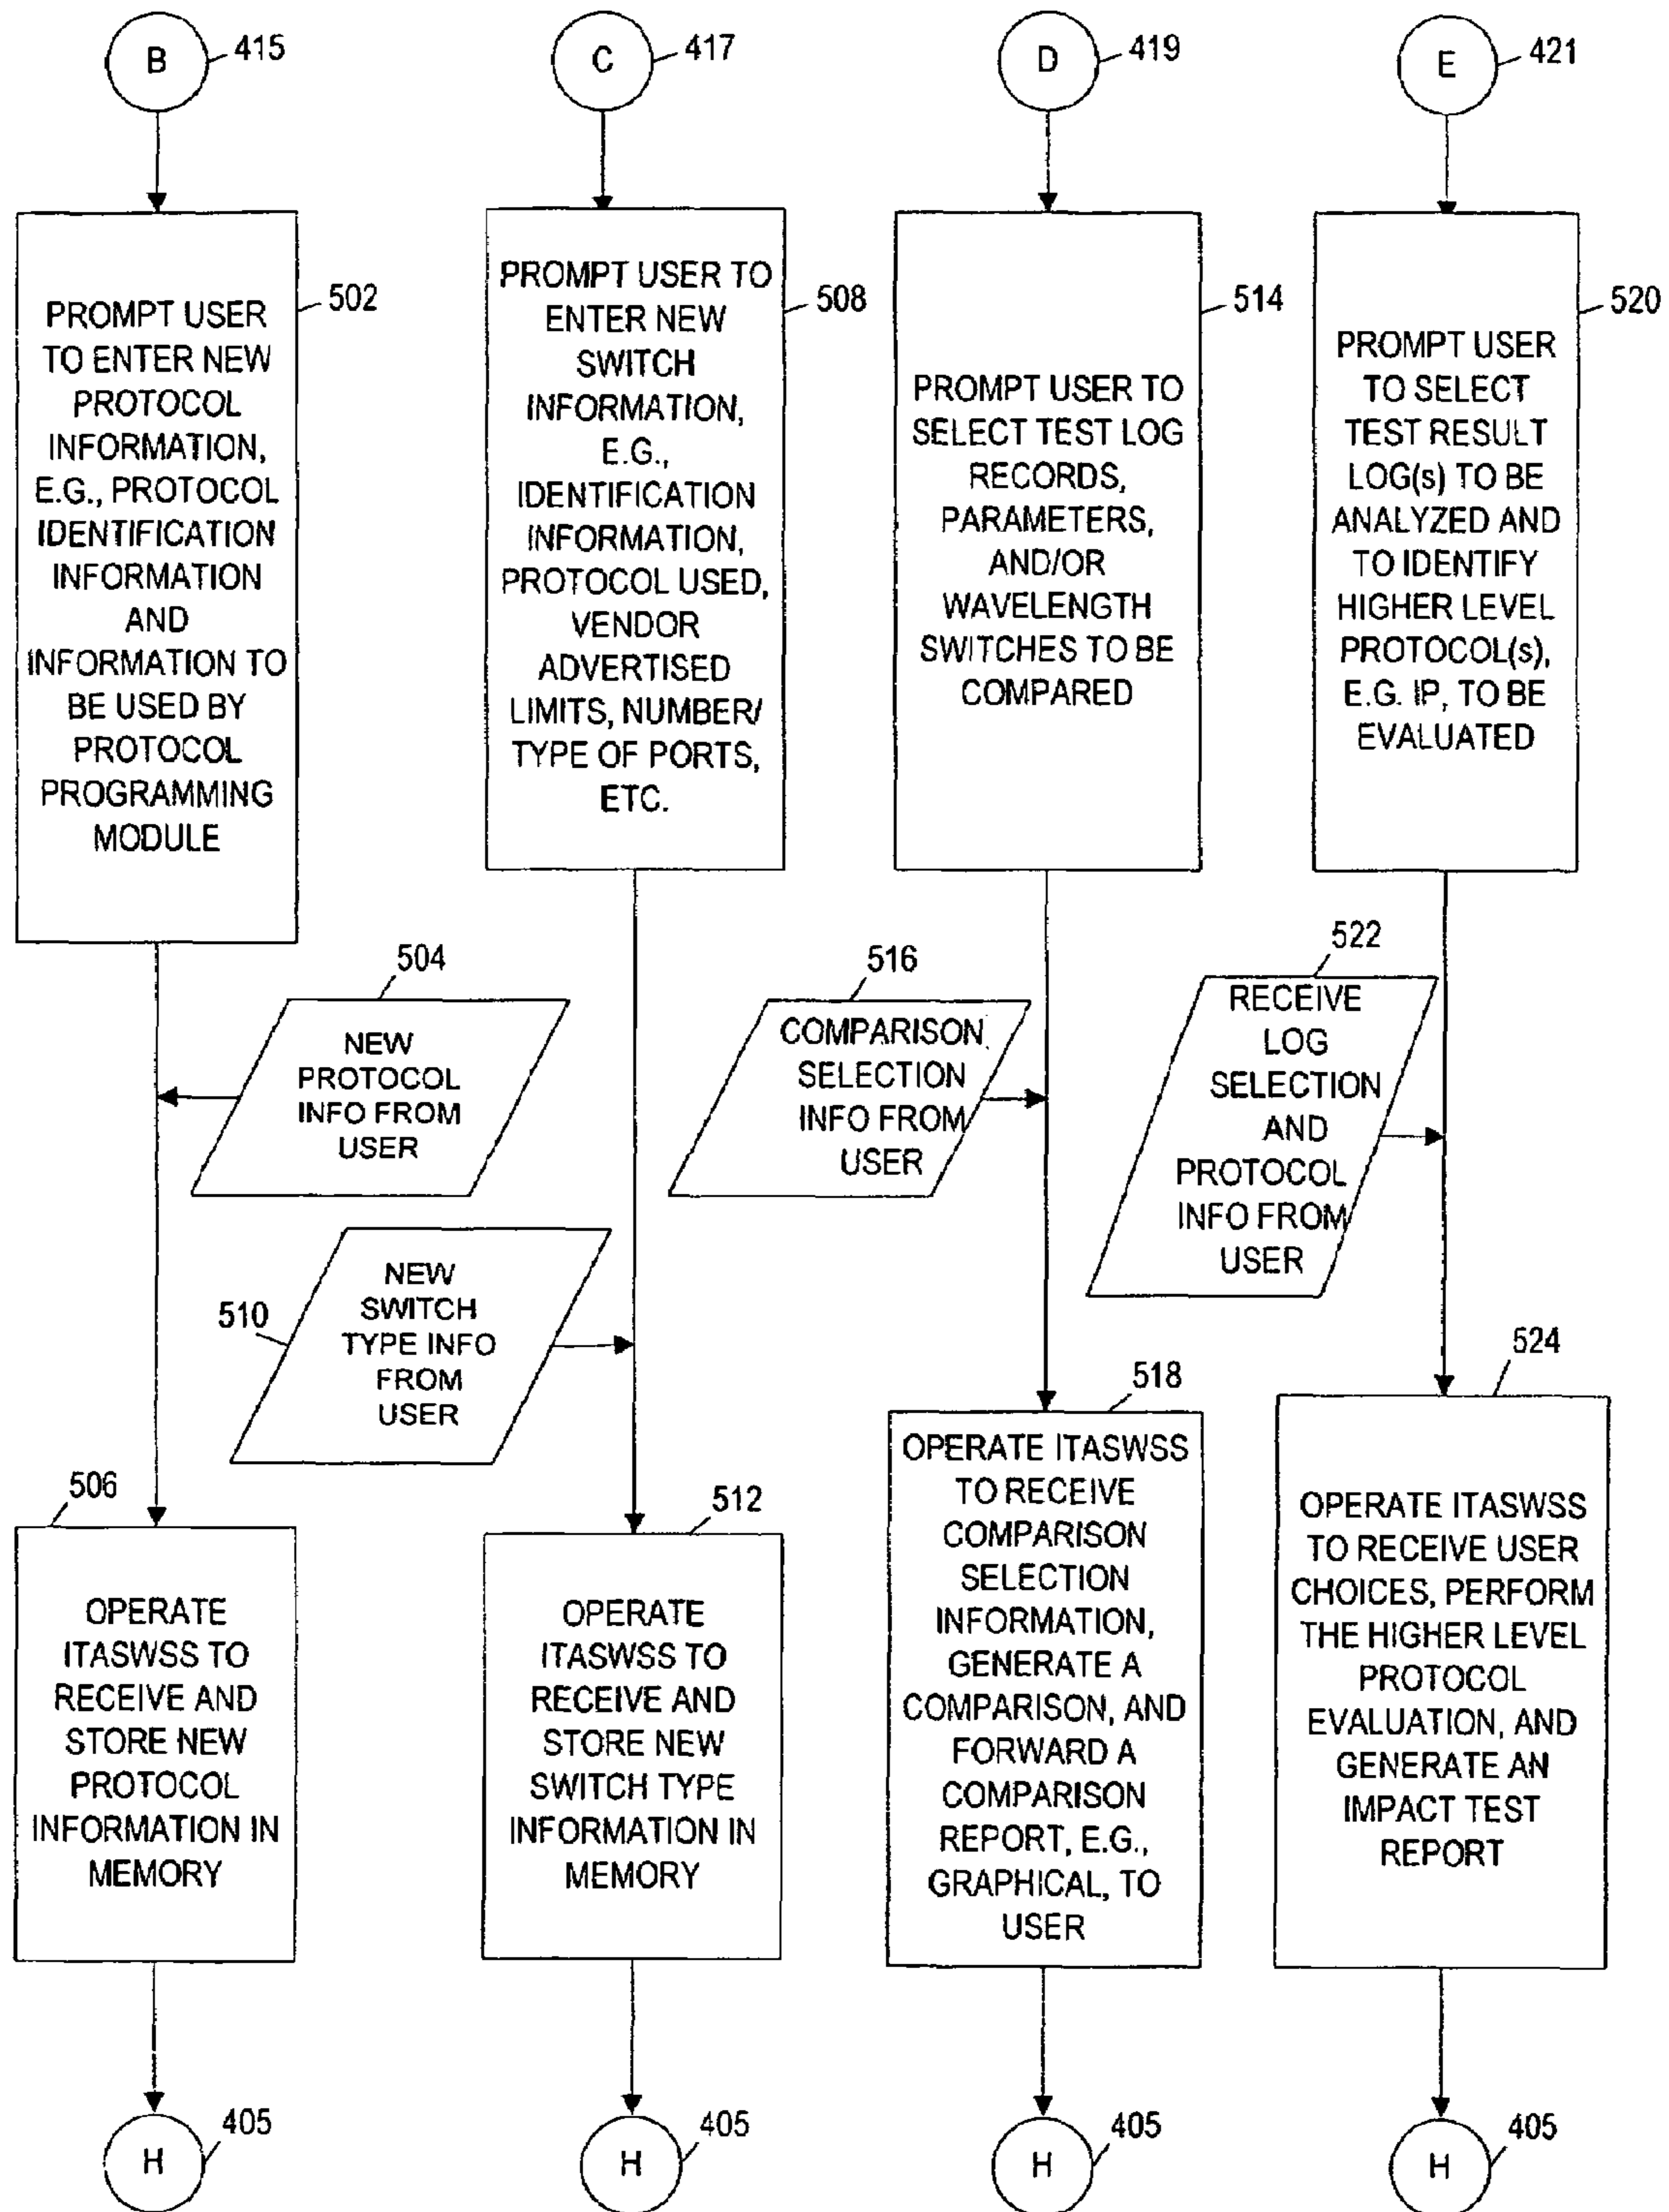 B
415
C
417
D
419
E
421
PROMPT USER
TO ENTER NEW
PROTOCOL
INFORMATION,
E.G., PROTOCOL
IDENTIFICATION
INFORMATION
AND
INFORMATION TO
BE USED BY
PROTOCOL
PROGRAMMING
MODULE
502
PROMPT USER TO
ENTER NEW
SWITCH
INFORMATION,
E.G.,
IDENTIFICATION
INFORMATION,
PROTOCOL USED,
VENDOR
ADVERTISED
LIMITS, NUMBER/
TYPE OF PORTS,
ETC.
508
PROMPT USER TO
SELECT TEST LOG
RECORDS,
PARAMETERS,
AND/OR
WAVELENGTH
SWITCHES TO BE
COMPARED
514
PROMPT USER
TO SELECT
TEST RESULT
LOG(s) TO BE
ANALYZED AND
TO IDENTIFY
HIGHER LEVEL
PROTOCOL(s),
E.G. IP, TO BE
EVALUATED
520
504
NEW
PROTOCOL
INFO FROM
USER
510
NEW
SWITCH
TYPE INFO
FROM
USER
516
COMPARISON
SELECTION
INFO FROM
USER
522
RECEIVE
LOG
SELECTION
AND
PROTOCOL
INFO FROM
USER
506
OPERATE
ITASWSS TO
RECEIVE AND
STORE NEW
PROTOCOL
INFORMATION IN
MEMORY
512
OPERATE
ITASWSS TO
RECEIVE AND
STORE NEW
SWITCH TYPE
INFORMATION IN
MEMORY
518
OPERATE ITASWSS
TO RECEIVE
COMPARISON
SELECTION
INFORMATION,
GENERATE A
COMPARISON, AND
FORWARD A
COMPARISON
REPORT, E.G.,
GRAPHICAL, TO
USER
524
OPERATE ITASWSS
TO RECEIVE USER
CHOICES, PERFORM
THE HIGHER LEVEL
PROTOCOL
EVALUATION, AND
GENERATE AN
IMPACT TEST
REPORT
H
405
H
405
H
405
H
405